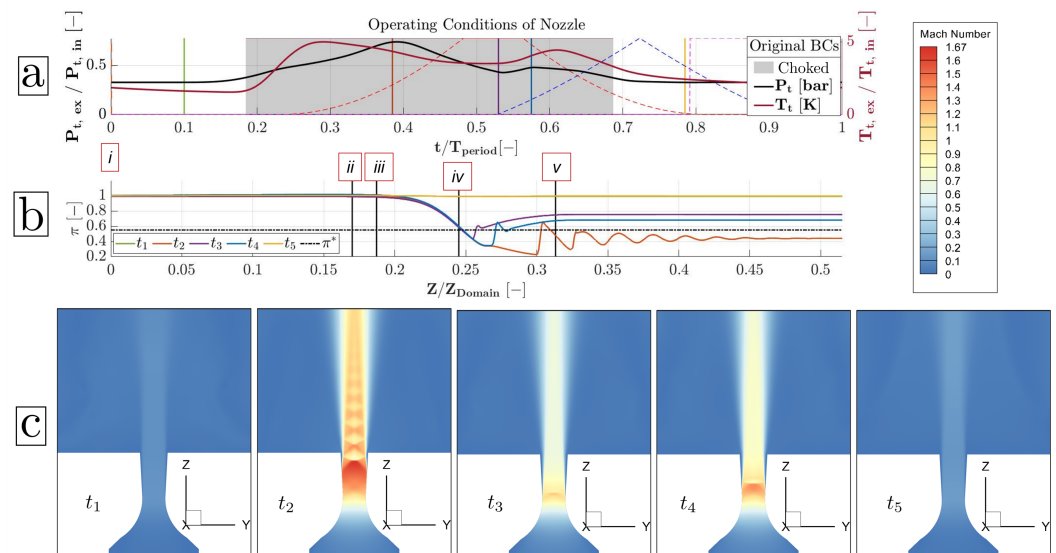 Operating Conditions of Nozzle
a
P_t, ex / P_t, in [–]
0.5
0
Original BCs
Choked
P_t [bar]
T_t [K]
5
0
T_t, ex / T_t, in [–]
0 0.1 0.2 0.3 0.4 0.5 0.6 0.7 0.8 0.9 1
t/T_period[–]
i ii iii iv v
b
π [–]
1
0.8
0.6
0.4
0.2
t_1 t_2 t_3 t_4 t_5 π*
0 0.05 0.1 0.15 0.2 0.25 0.3 0.35 0.4 0.45 0.5
Z/Z_Domain [–]
Mach Number
1.67
1.6
1.5
1.4
1.3
1.2
1.1
1
0.9
0.8
0.7
0.6
0.5
0.4
0.3
0.2
0.1
0
c
t_1 Z X Y
t_2 Z X Y
t_3 Z X Y
t_4 Z X Y
t_5 Z X Y